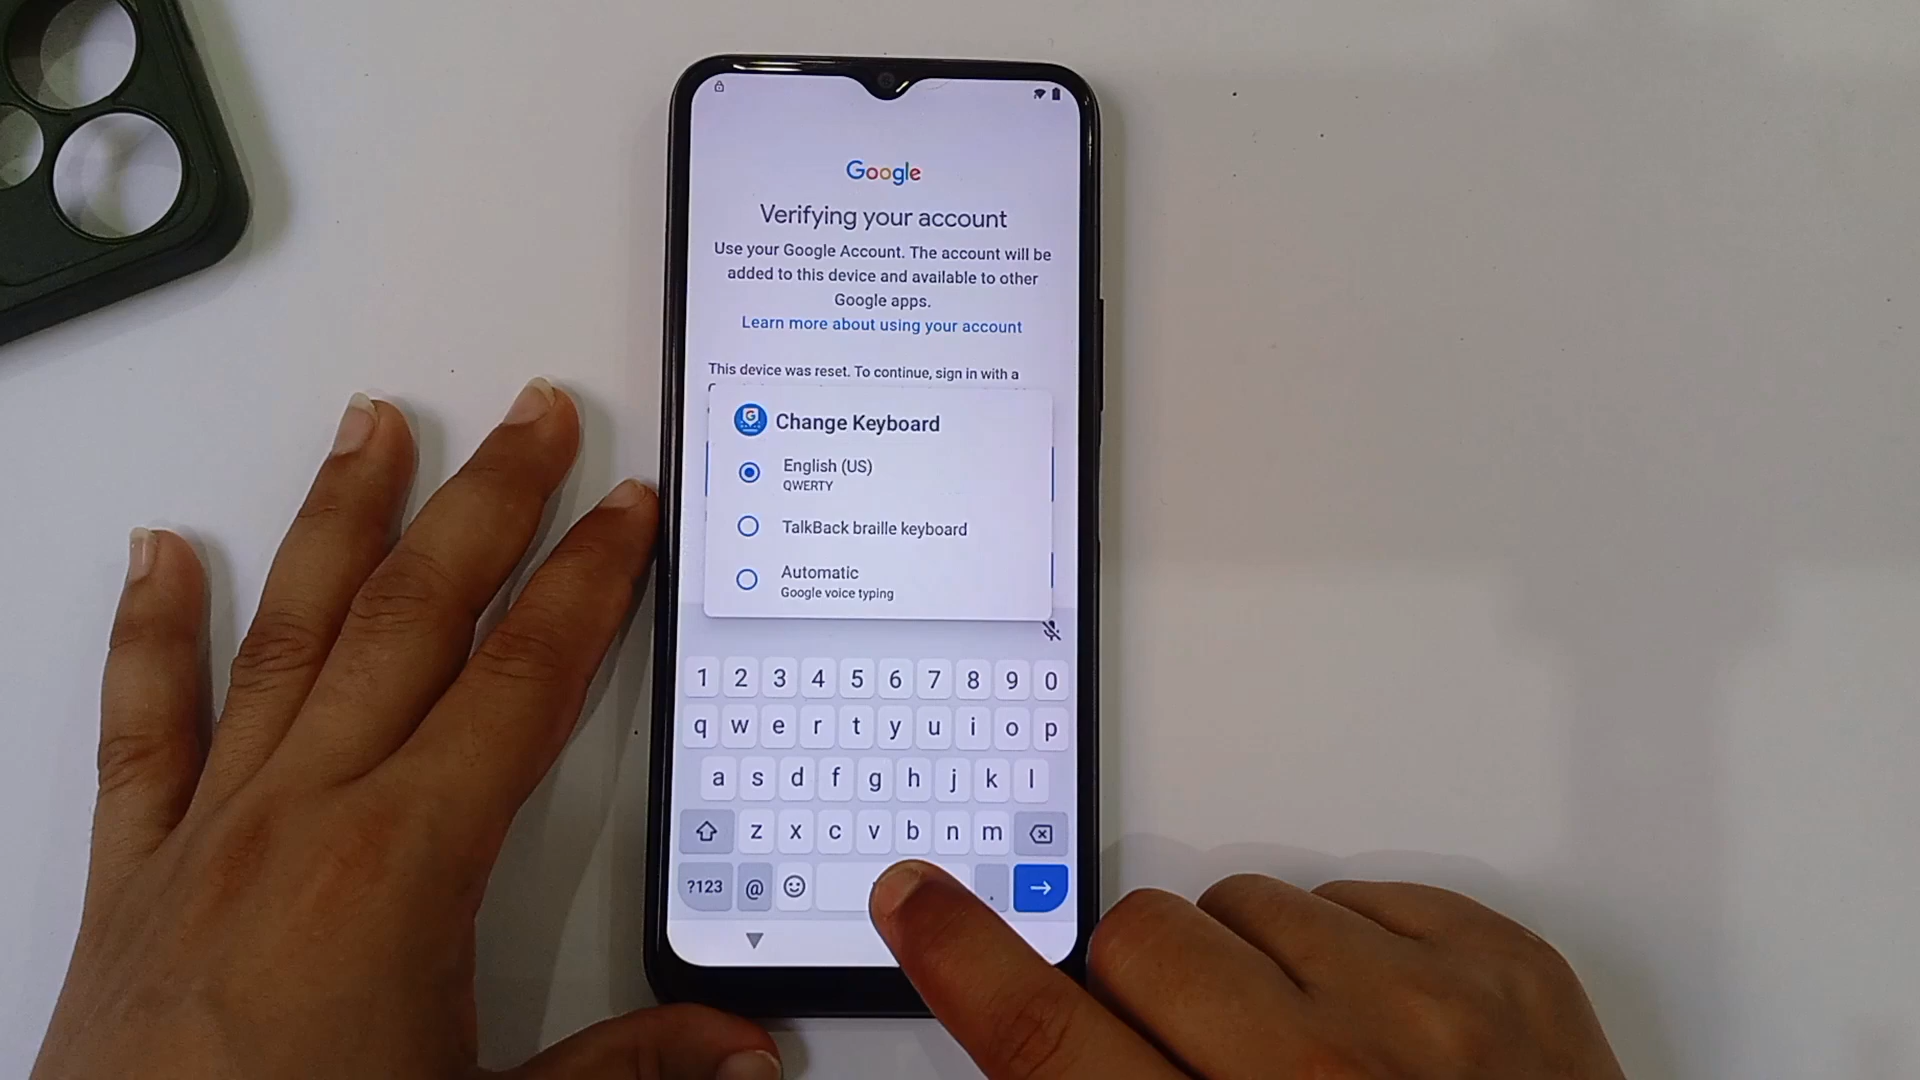 Google
Verifying your account
Use your Google Account. The account will be
added to this device and available to other
Google apps.
Learn more about using your account
This device was reset. To continue, sign in with a
G
Change Keyboard
English (US)
QWERTY
TalkBack braille keyboard
Automatic
Google voice typing
1 2 3 4 5 6 7 8 9 0
q w e r t y u i o p
a s d f g h j k l
z x c v b n m
?123 @ .